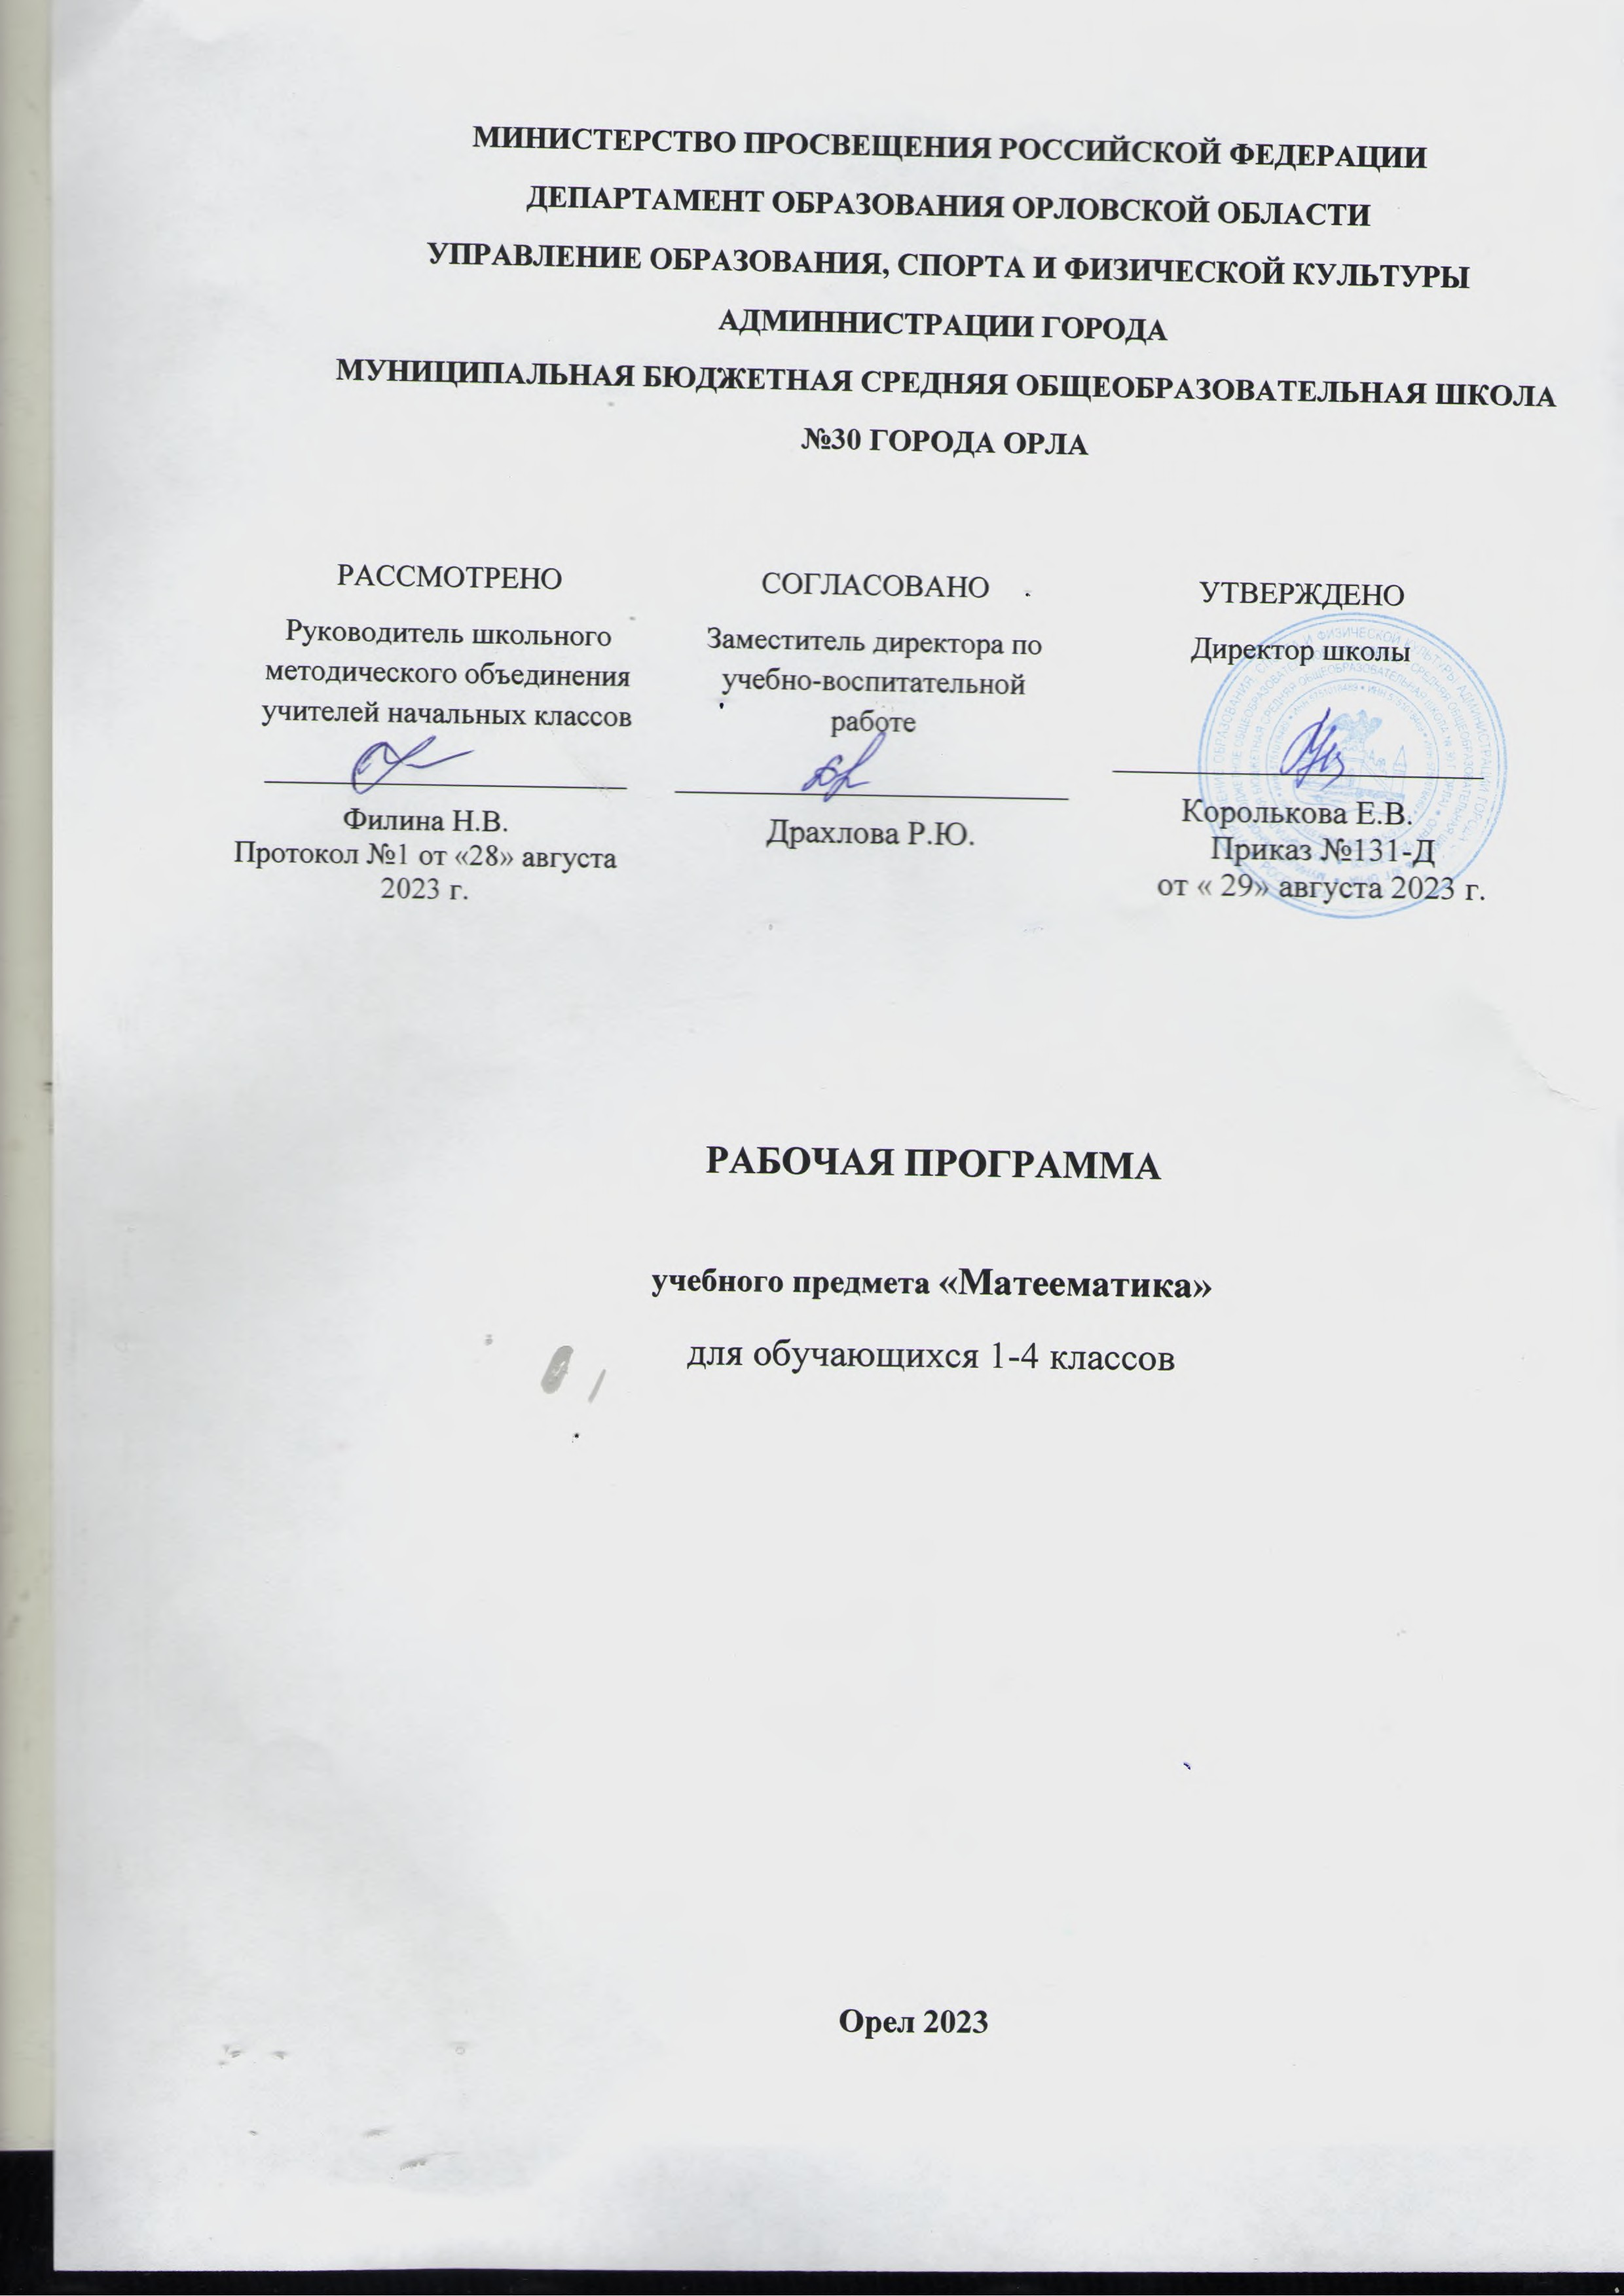 МИНИСТЕРСТВО ПРОСВЕЩЕНИЯ РОССИЙСКОЙ ФЕДЕРАЦИИ
ДЕПАРТАМЕНТ ОБРАЗОВАНИЯ ОРЛОВСКОЙ ОБЛАСТИ
УПРАВЛЕНИЕ ОБРАЗОВАНИЯ, СПОРТА И ФИЗИЧЕСКОЙ КУЛЬТУРЫ
АДМИННИСТРАЦИИ ГОРОДА
МУНИЦИПАЛЬНАЯ БЮДЖЕТНАЯ СРЕДНЯЯ ОБЩЕОБРАЗОВАТЕЛЬНАЯ ШКОЛА
№30 ГОРОДА ОРЛА
РАССМОТРЕНО
Руководитель школьного
методического объединения
учителей начальных классов
Филина Н.В.
Протокол №1 от «28» августа
2023 г.
СОГЛАСОВАНО
Заместитель директора по
учебно-воспитательной
работе
Драхлова Р.Ю.
УТВЕРЖДЕНО
Директор школы
Королькова Е.В.
Приказ №131-Д
от « 29» августа 2023 г.
РАБОЧАЯ ПРОГРАММА
учебного предмета «Матеематика»
для обучающихся 1-4 классов
Орел 2023